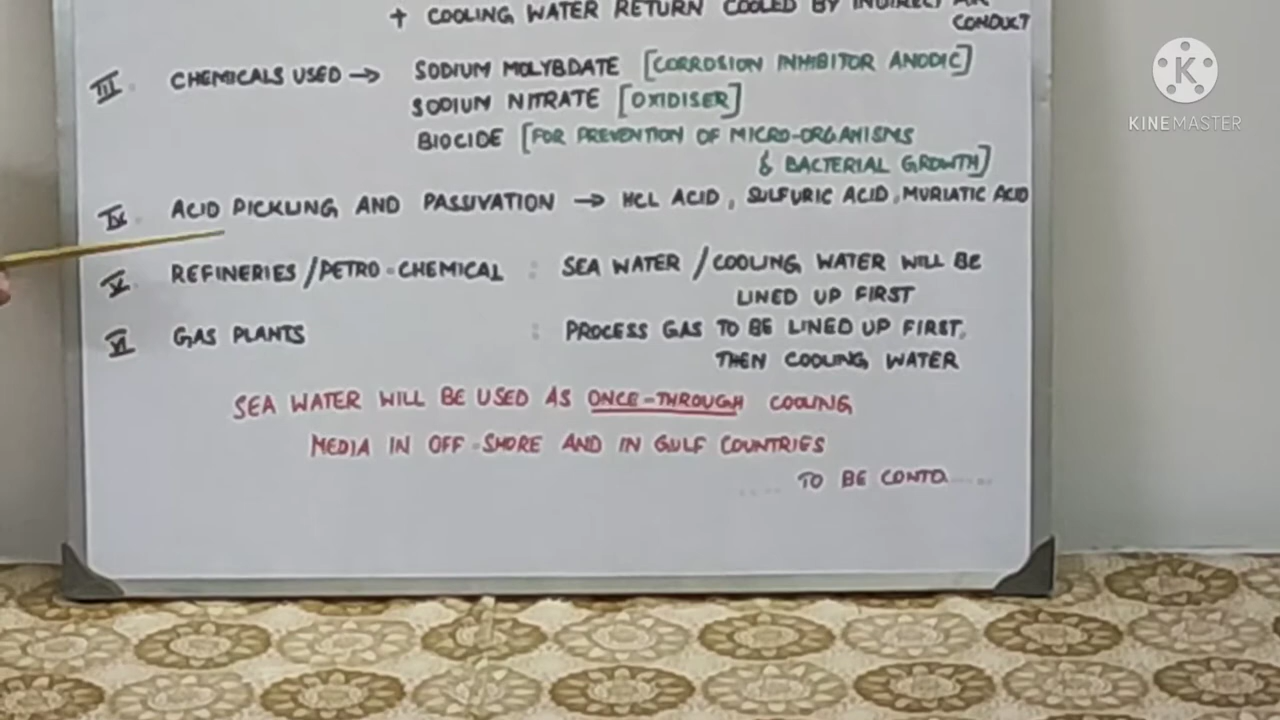 + COOLING WATER RETURN COOLED BY INDIRECT AIR
CONDUCT
III. CHEMICALS USED → SODIUM MOLYBDATE [CORROSION INHIBITOR ANODIC]
SODIUM NITRATE [OXIDISER]
BIOCIDE [FOR PREVENTION OF MICRO-ORGANISMS
& BACTERIAL GROWTH]
IV. ACID PICKLING AND PASSIVATION → HCL ACID, SULFURIC ACID, MURIATIC ACID
V. REFINERIES/PETRO-CHEMICAL : SEA WATER/COOLING WATER WILL BE
LINED UP FIRST
VI GAS PLANTS : PROCESS GAS TO BE LINED UP FIRST,
THEN COOLING WATER
SEA WATER WILL BE USED AS ONCE-THROUGH COOLING
MEDIA IN OFF-SHORE AND IN GULF COUNTRIES
.... TO BE CONTD.....
K
KINEMASTER